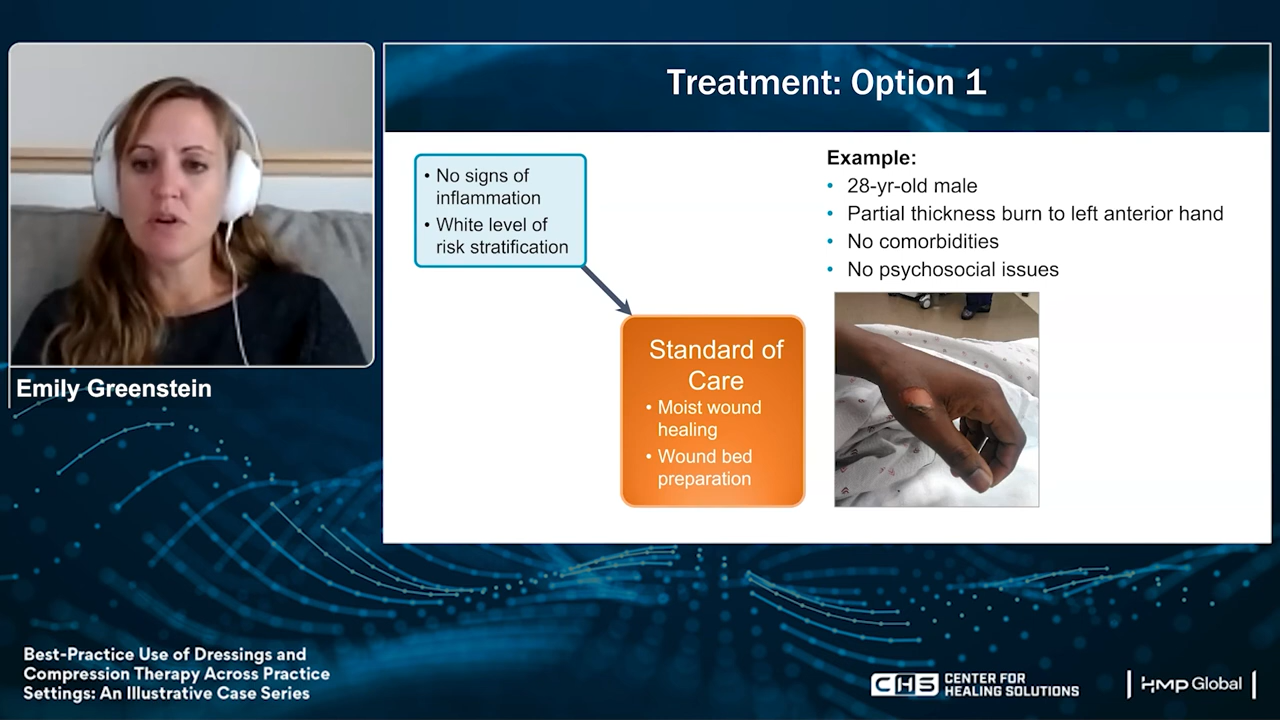 Treatment: Option 1
• No signs of
inflammation
• White level of
risk stratification
Standard of
Care
• Moist wound
healing
• Wound bed
preparation
Example:
• 28-yr-old male
• Partial thickness burn to left anterior hand
• No comorbidities
• No psychosocial issues
Emily Greenstein
Best-Practice Use of Dressings and
Compression Therapy Across Practice
Settings: An Illustrative Case Series
CHS CENTER FOR
HEALING SOLUTIONS
HMP Global